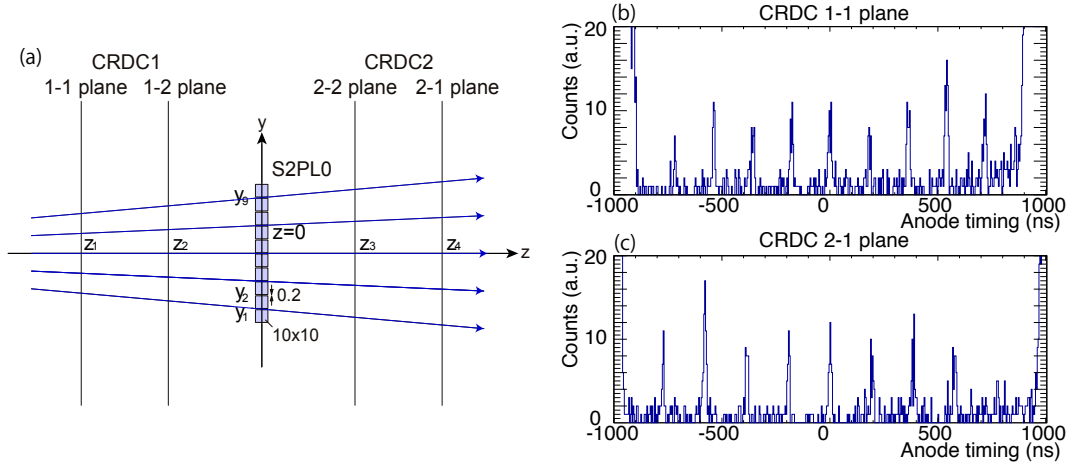 (a)
CRDC1
CRDC2
1-1 plane
1-2 plane
2-2 plane
2-1 plane
y
S2PL0
y9
z=0
z1
z2
z3
z4
z
y2
0.2
y1
10x10
(b)
CRDC 1-1 plane
Counts (a.u.)
20
10
0
-1000
-500
0
500
1000
Anode timing (ns)
(c)
CRDC 2-1 plane
Counts (a.u.)
20
10
0
-1000
-500
0
500
1000
Anode timing (ns)